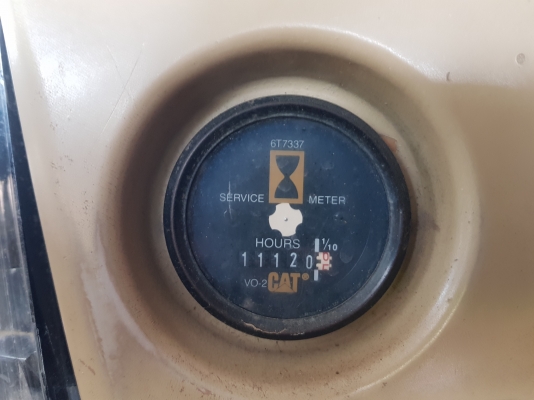 6T7337
SERVICE METER
HOURS 1/10
11120
VO-2 CAT